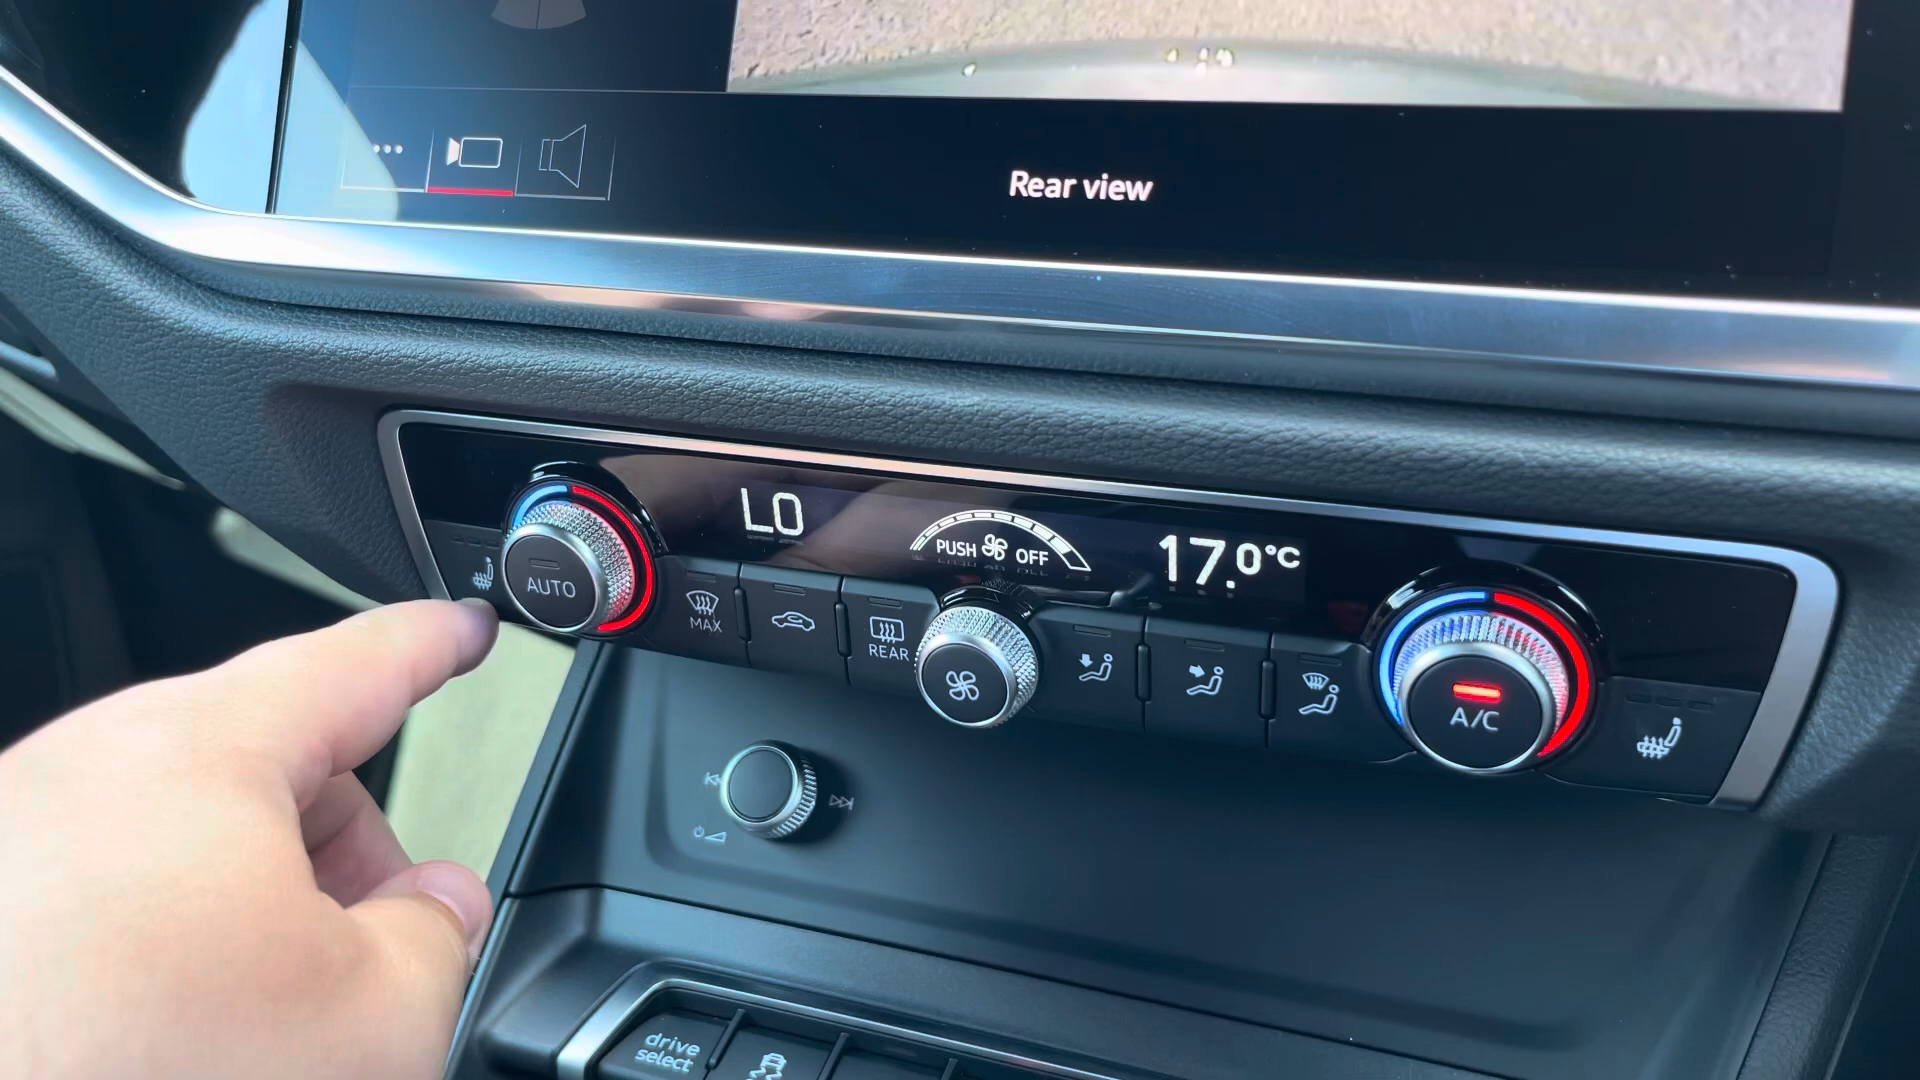 Rear view
LO
PUSH OFF
17.0°C
AUTO
MAX
REAR
A/C
drive
select